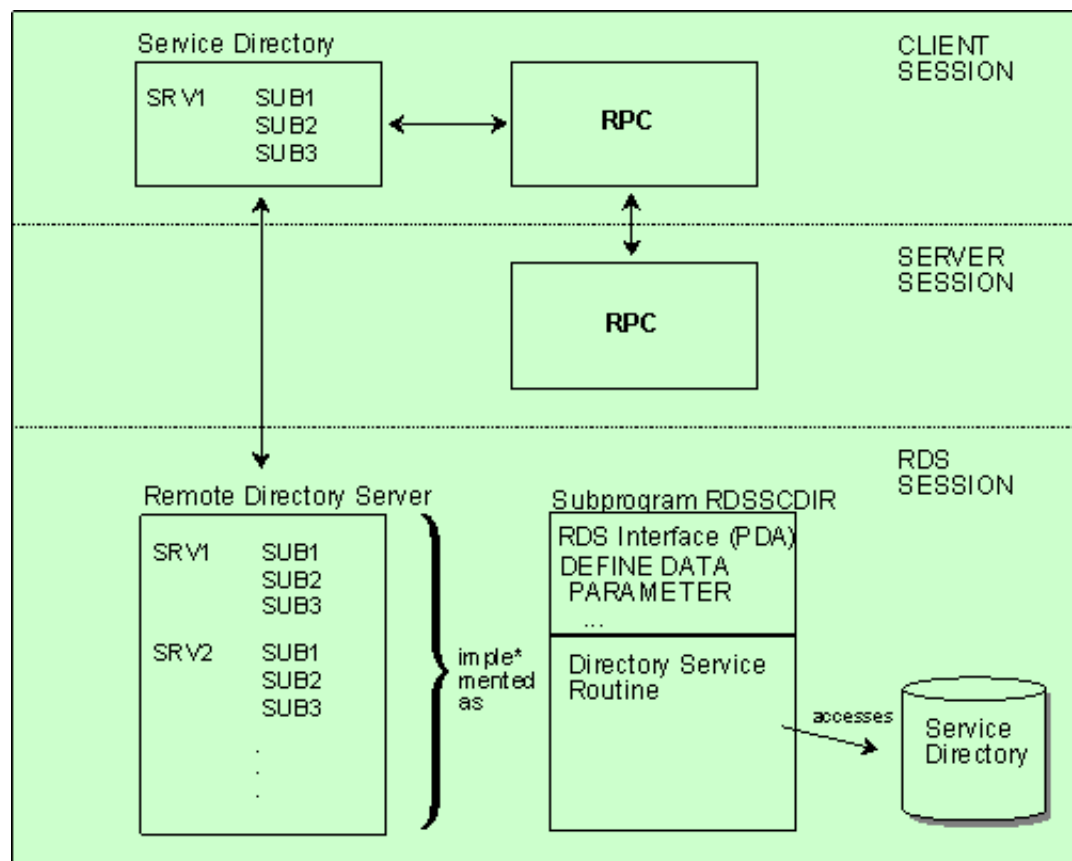 Service Directory
CLIENT
SESSION
SRV1 SUB1
SUB2
SUB3
RPC
SERVER
SESSION
RPC
RDS
SESSION
Remote Directory Server
SRV1 SUB1
SUB2
SUB3
SRV2 SUB1
SUB2
SUB3
.
.
.
imple*
mented
as
Subprogram RDSSCDIR
RDS Interface (PDA)
DEFINE DATA
PARAMETER
...
Directory Service
Routine
accesses
Service
Directory